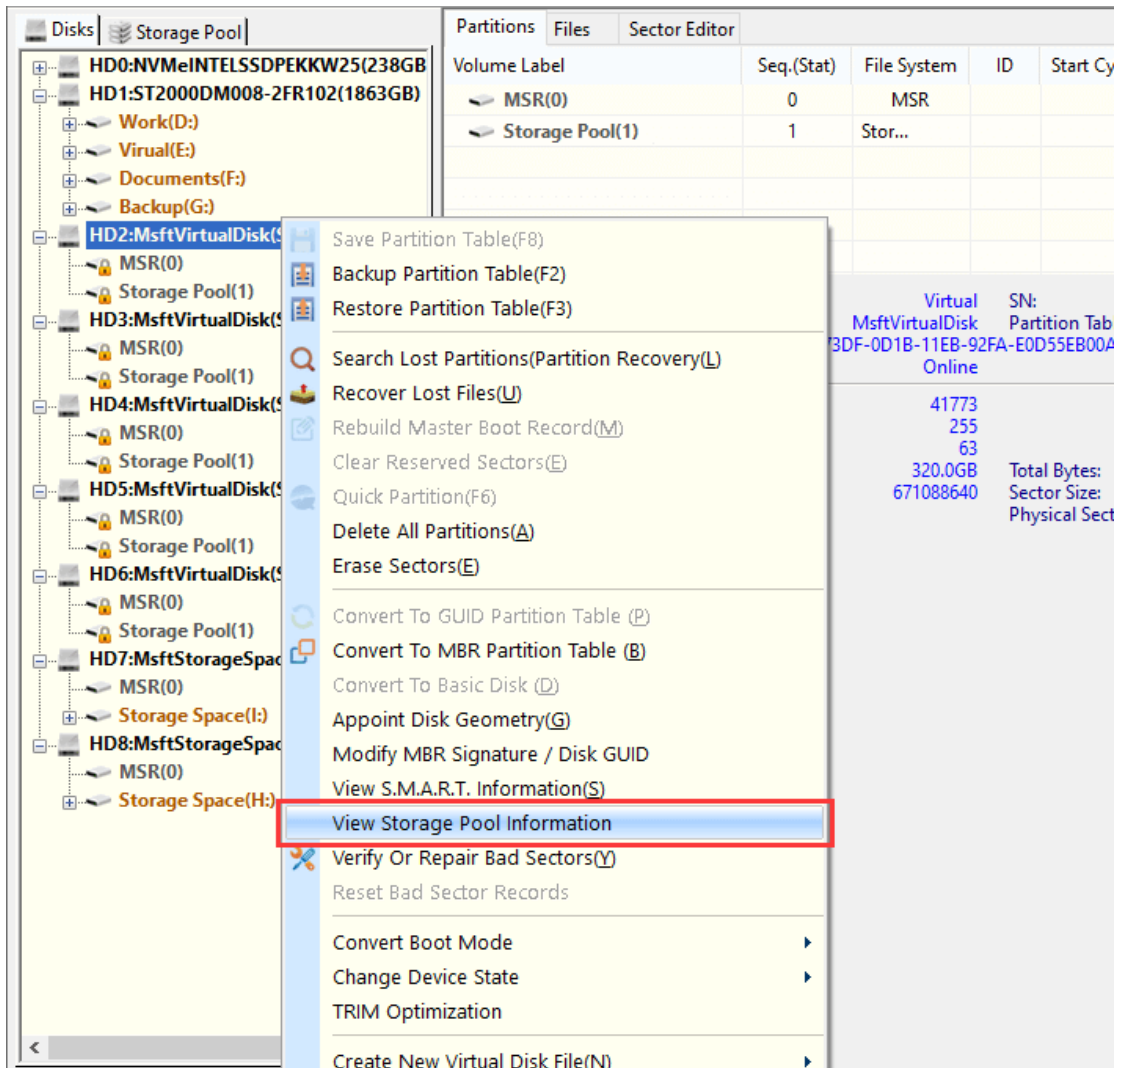 Disks
Storage Pool
HD0:NVMeINTELSSDPEKKW25(238GB
HD1:ST2000DM008-2FR102(1863GB)
Work(D:)
Virual(E:)
Documents(F:)
Backup(G:)
HD2:MsftVirtualDisk(S
MSR(0)
Storage Pool(1)
HD3:MsftVirtualDisk(S
MSR(0)
Storage Pool(1)
HD4:MsftVirtualDisk(S
MSR(0)
Storage Pool(1)
HD5:MsftVirtualDisk(S
MSR(0)
Storage Pool(1)
HD6:MsftVirtualDisk(S
MSR(0)
Storage Pool(1)
HD7:MsftStorageSpac
MSR(0)
Storage Space(I:)
HD8:MsftStorageSpac
MSR(0)
Storage Space(H:)
Partitions Files Sector Editor
Volume Label Seq.(Stat) File System ID Start Cy
MSR(0) 0 MSR
Storage Pool(1) 1 Stor...
Save Partition Table(F8)
Backup Partition Table(F2)
Restore Partition Table(F3)
Search Lost Partitions(Partition Recovery(L)
Recover Lost Files(U)
Rebuild Master Boot Record(M)
Clear Reserved Sectors(E)
Quick Partition(F6)
Delete All Partitions(A)
Erase Sectors(E)
Convert To GUID Partition Table (P)
Convert To MBR Partition Table (B)
Convert To Basic Disk (D)
Appoint Disk Geometry(G)
Modify MBR Signature / Disk GUID
View S.M.A.R.T. Information(S)
View Storage Pool Information
Verify Or Repair Bad Sectors(Y)
Reset Bad Sector Records
Convert Boot Mode
Change Device State
TRIM Optimization
Create New Virtual Disk File(N)
Virtual SN:
MsftVirtualDisk Partition Tab
73DF-0D1B-11EB-92FA-E0D55EB00A
Online
41773
255
63
320.0GB Total Bytes:
671088640 Sector Size:
Physical Sect